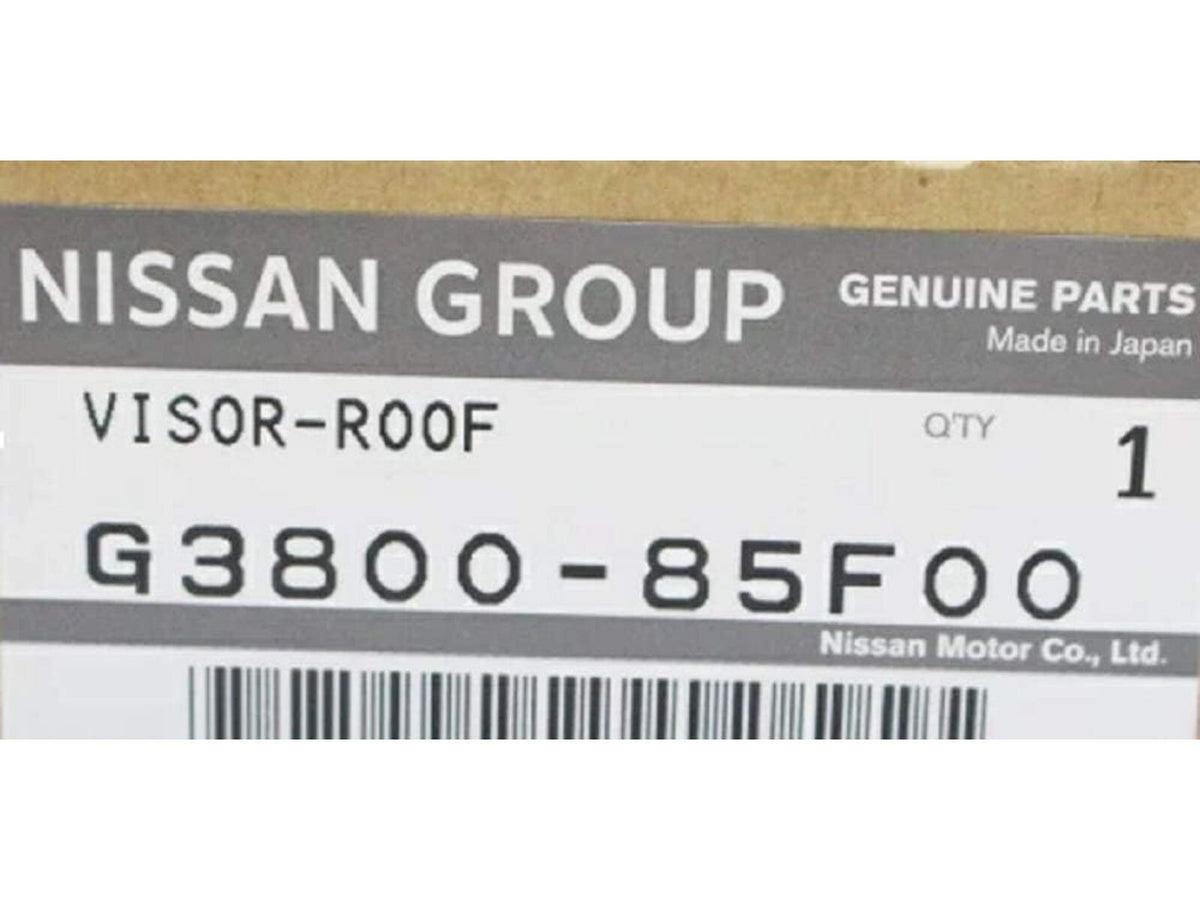 NISSAN GROUP GENUINE PARTS
Made in Japan
VISOR-ROOF Q'TY 1
G3800-85F00
Nissan Motor Co., Ltd.